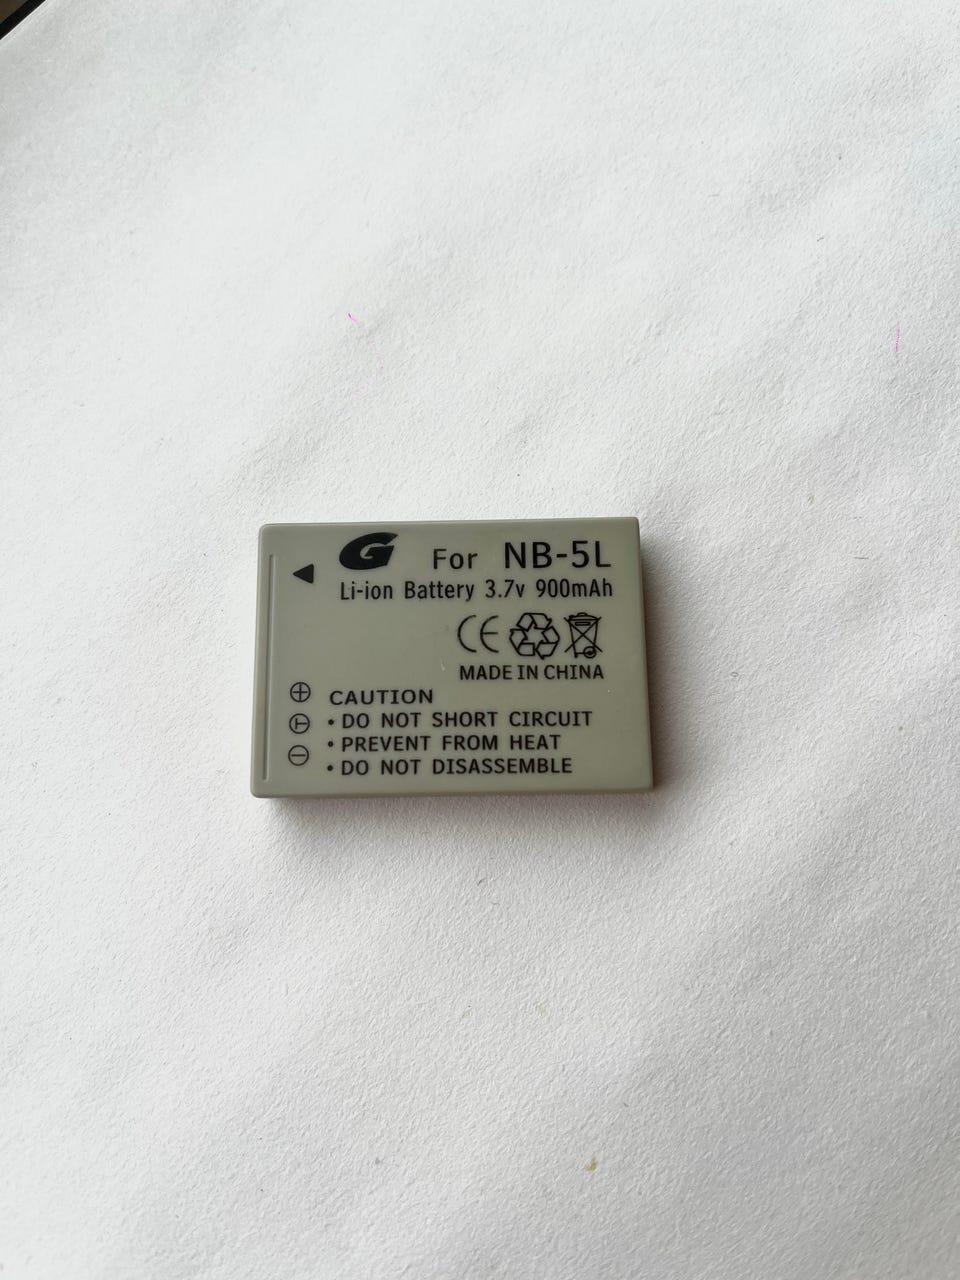 G For NB-5L
Li-ion Battery 3.7v 900mAh
CE
MADE IN CHINA
CAUTION
• DO NOT SHORT CIRCUIT
• PREVENT FROM HEAT
• DO NOT DISASSEMBLE